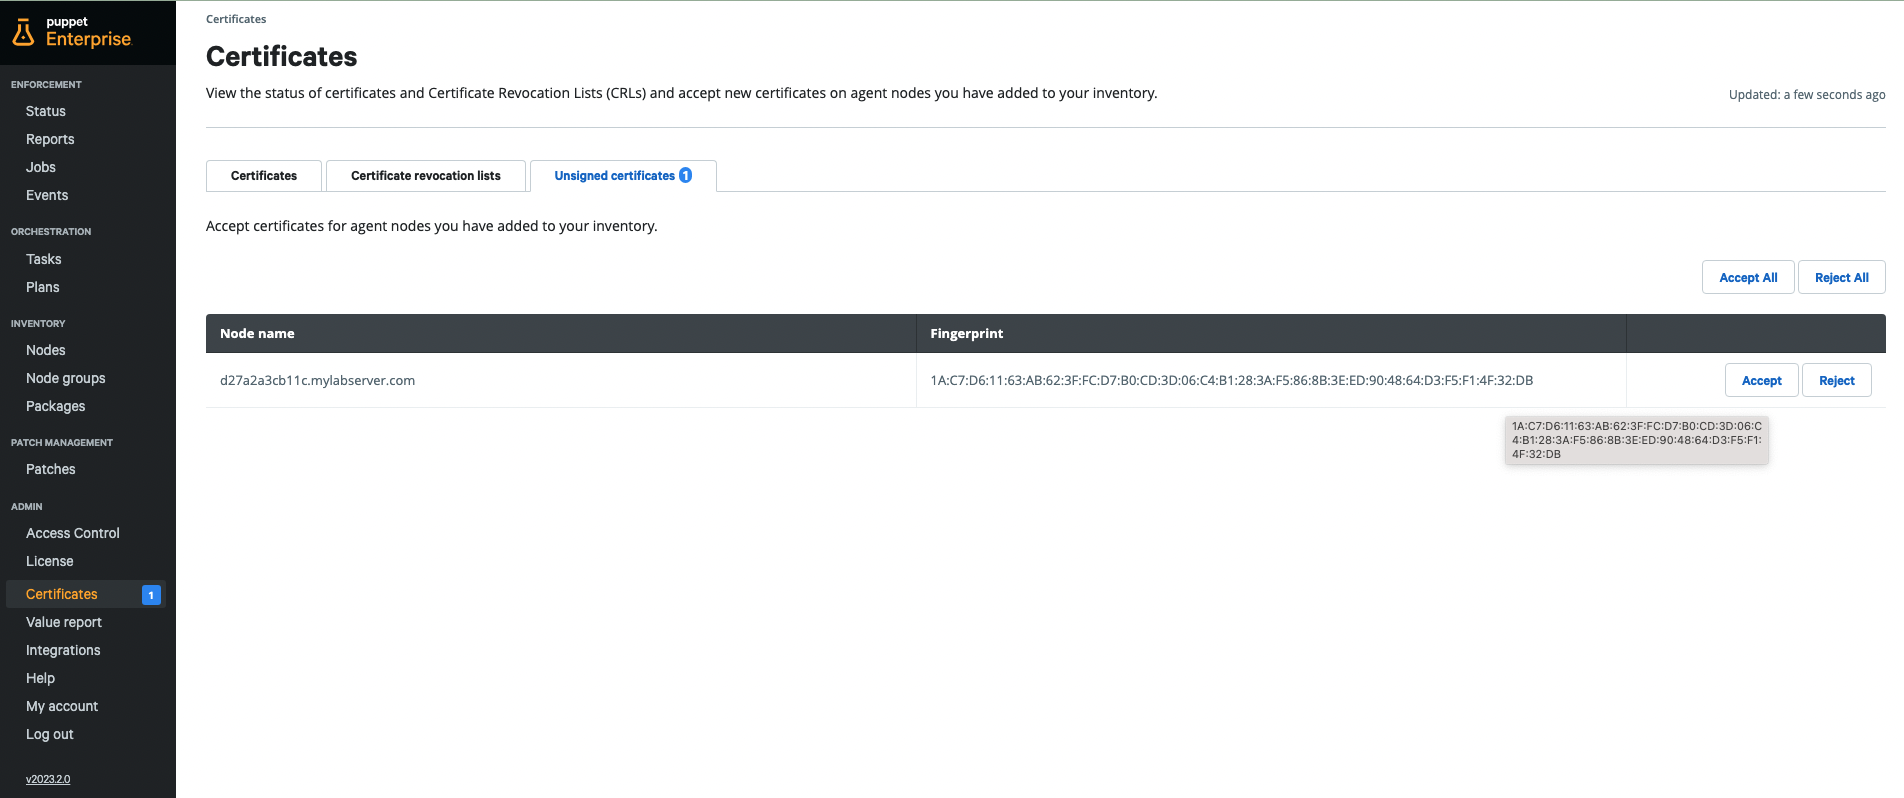 puppet
Enterprise
ENFORCEMENT
Status
Reports
Jobs
Events
ORCHESTRATION
Tasks
Plans
INVENTORY
Nodes
Node groups
Packages
PATCH MANAGEMENT
Patches
ADMIN
Access Control
License
Certificates 1
Value report
Integrations
Help
My account
Log out
v2023.2.0
Certificates
Certificates
View the status of certificates and Certificate Revocation Lists (CRLs) and accept new certificates on agent nodes you have added to your inventory.
Updated: a few seconds ago
Certificates Certificate revocation lists Unsigned certificates 1
Accept certificates for agent nodes you have added to your inventory.
Accept All Reject All
Node name Fingerprint
d27a2a3cb11c.mylabserver.com 1A:C7:D6:11:63:AB:62:3F:FC:D7:B0:CD:3D:06:C4:B1:28:3A:F5:86:8B:3E:ED:90:48:64:D3:F5:F1:4F:32:DB Accept Reject
1A:C7:D6:11:63:AB:62:3F:FC:D7:B0:CD:3D:06:C
4:B1:28:3A:F5:86:8B:3E:ED:90:48:64:D3:F5:F1:
4F:32:DB